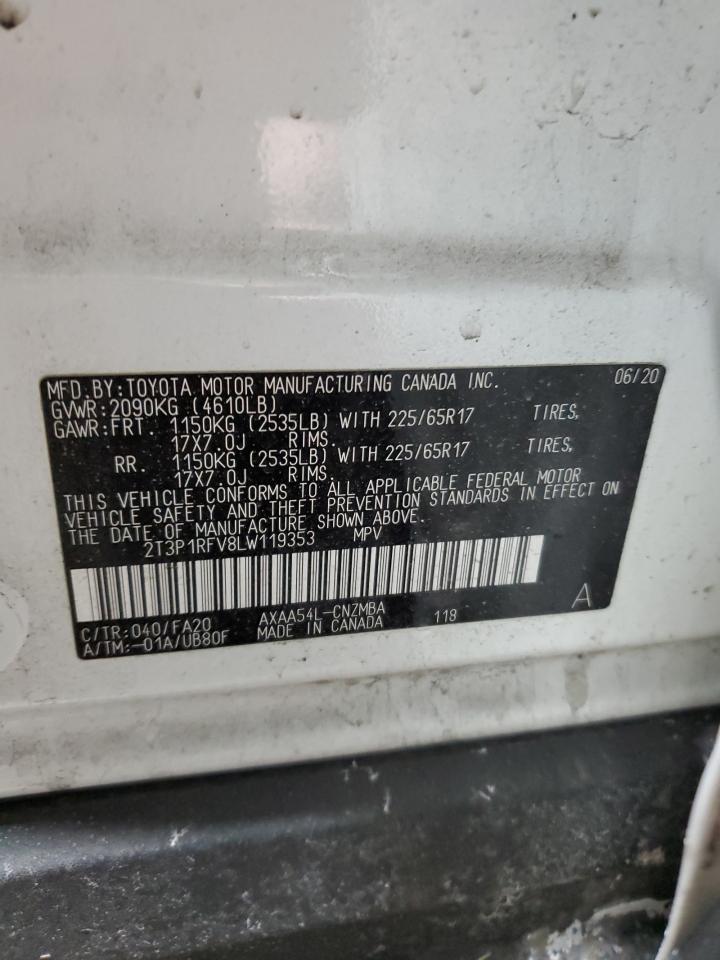 MFD.BY:TOYOTA MOTOR MANUFACTURING CANADA INC. 06/20
GVWR:2090KG (4610LB)
GAWR:FRT. 1150KG (2535LB) WITH 225/65R17 TIRES,
17X7.0J RIMS.
RR. 1150KG (2535LB) WITH 225/65R17 TIRES,
17X7.0J RIMS.
THIS VEHICLE CONFORMS TO ALL APPLICABLE FEDERAL MOTOR
VEHICLE SAFETY AND THEFT PREVENTION STANDARDS IN EFFECT ON
THE DATE OF MANUFACTURE SHOWN ABOVE.
2T3P1RFV8LW119353 MPV
A
C/TR:040/FA20 AXAA54L-CNZMBA 118
A/TM:-01A/UB80F MADE IN CANADA